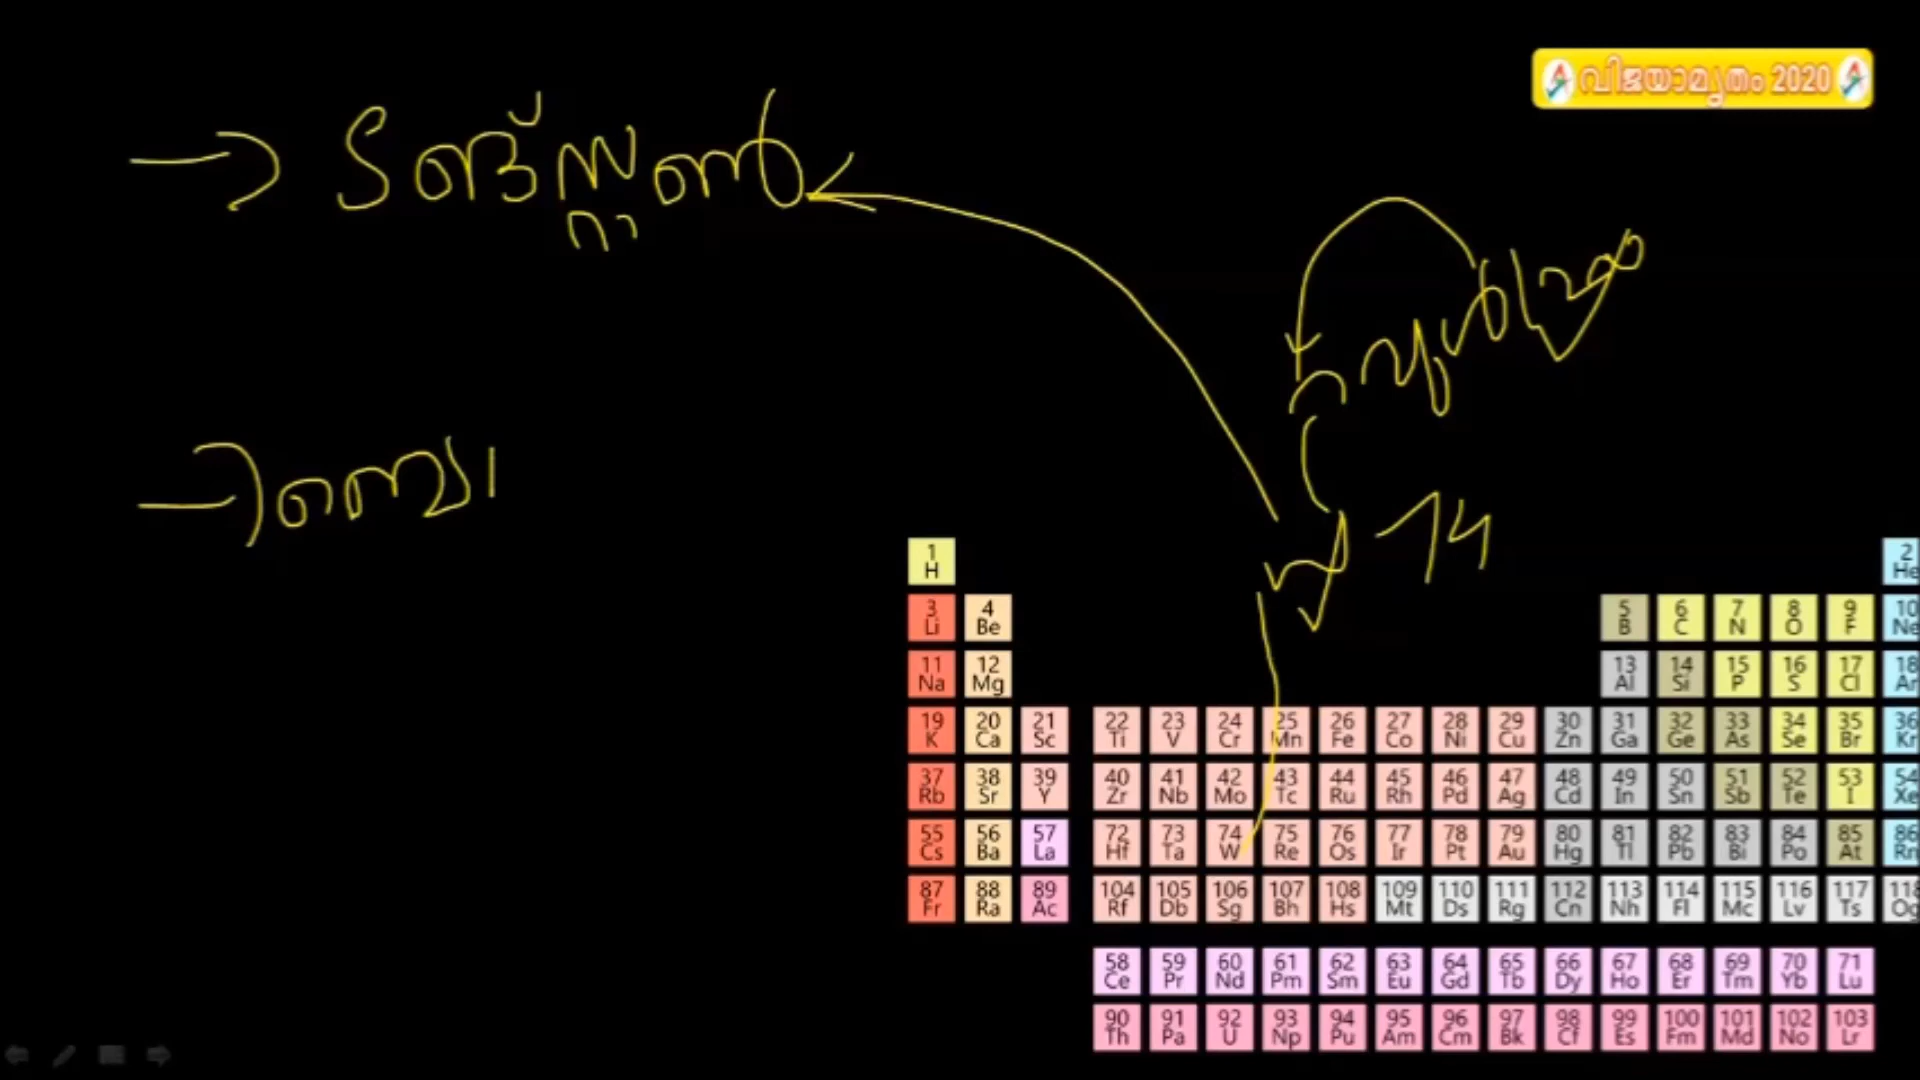 വിജയാമൃതം 2020
→ ടങ്സ്റ്റൺ
W 74
1 H
2 He
3 Li
4 Be
5 B
6 C
7 N
8 O
9 F
10 Ne
11 Na
12 Mg
13 Al
14 Si
15 P
16 S
17 Cl
18 Ar
19 K
20 Ca
21 Sc
22 Ti
23 V
24 Cr
25 Mn
26 Fe
27 Co
28 Ni
29 Cu
30 Zn
31 Ga
32 Ge
33 As
34 Se
35 Br
36 Kr
37 Rb
38 Sr
39 Y
40 Zr
41 Nb
42 Mo
43 Tc
44 Ru
45 Rh
46 Pd
47 Ag
48 Cd
49 In
50 Sn
51 Sb
52 Te
53 I
54 Xe
55 Cs
56 Ba
57 La
72 Hf
73 Ta
74 W
75 Re
76 Os
77 Ir
78 Pt
79 Au
80 Hg
81 Tl
82 Pb
83 Bi
84 Po
85 At
86 Rn
87 Fr
88 Ra
89 Ac
104 Rf
105 Db
106 Sg
107 Bh
108 Hs
109 Mt
110 Ds
111 Rg
112 Cn
113 Nh
114 Fl
115 Mc
116 Lv
117 Ts
118 Og
58 Ce
59 Pr
60 Nd
61 Pm
62 Sm
63 Eu
64 Gd
65 Tb
66 Dy
67 Ho
68 Er
69 Tm
70 Yb
71 Lu
90 Th
91 Pa
92 U
93 Np
94 Pu
95 Am
96 Cm
97 Bk
98 Cf
99 Es
100 Fm
101 Md
102 No
103 Lr